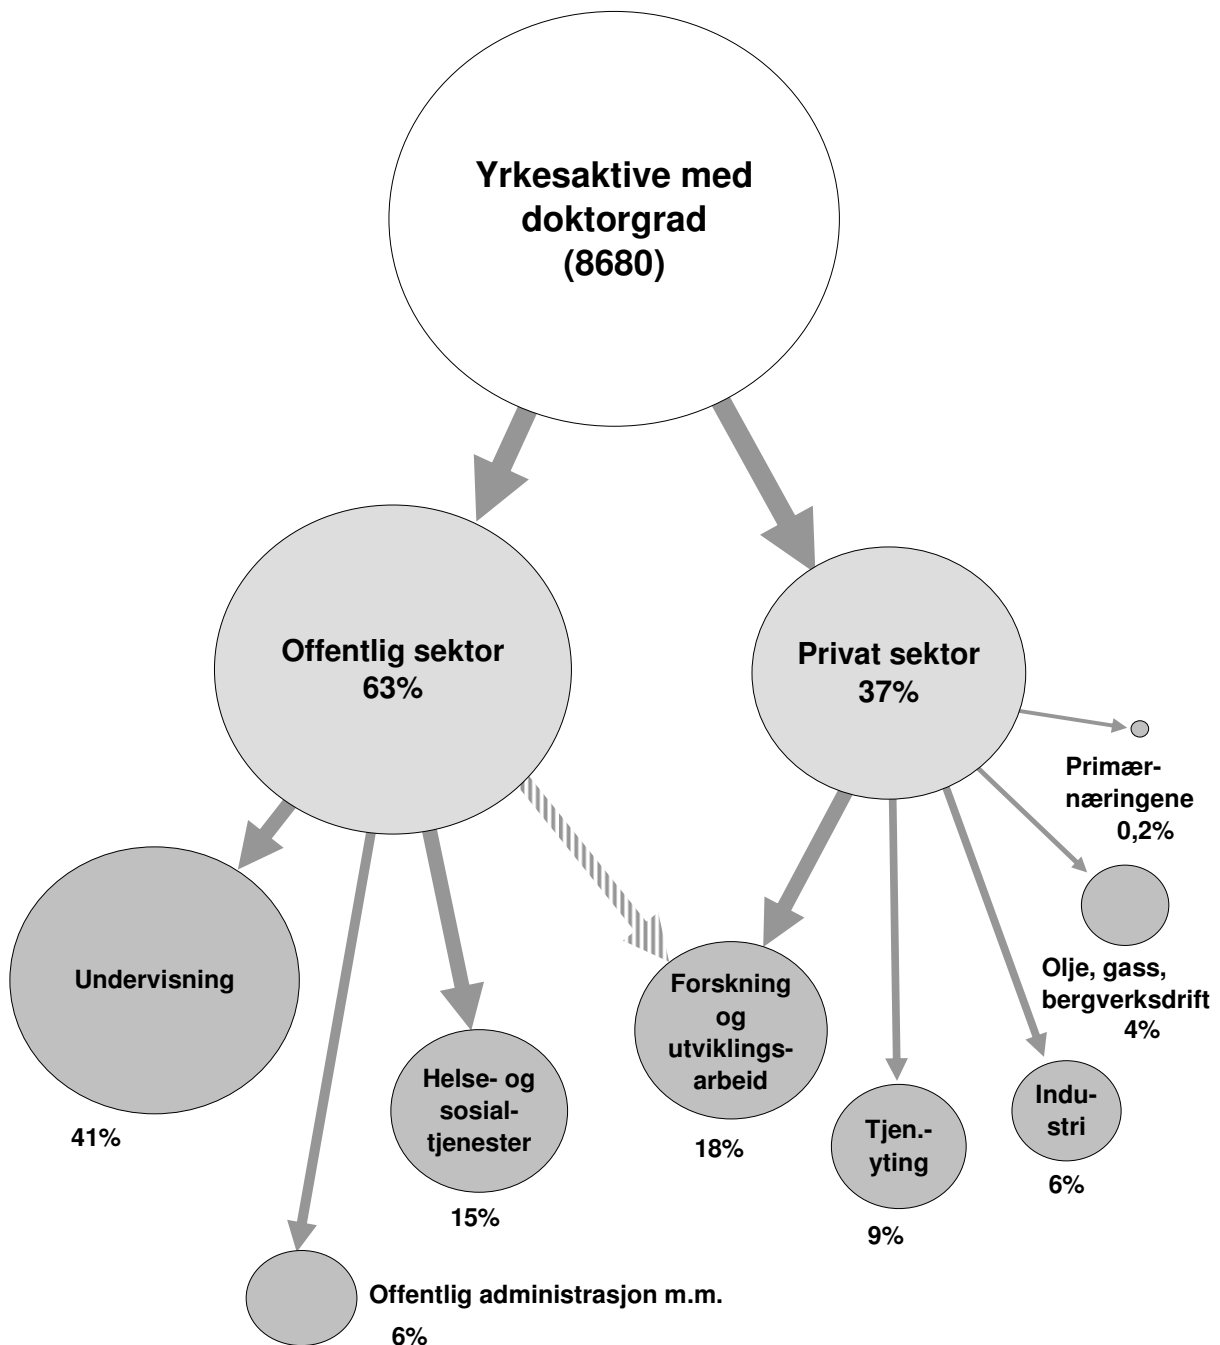 Yrkesaktive med
doktorgrad
(8680)
Offentlig sektor
63%
Privat sektor
37%
Primær-
næringene
0,2%
Olje, gass,
bergverksdrift
4%
Undervisning
41%
Helse- og
sosial-
tjenester
15%
Forskning
og
utviklings-
arbeid
18%
Tjen.-
yting
9%
Indu-
stri
6%
Offentlig administrasjon m.m.
6%